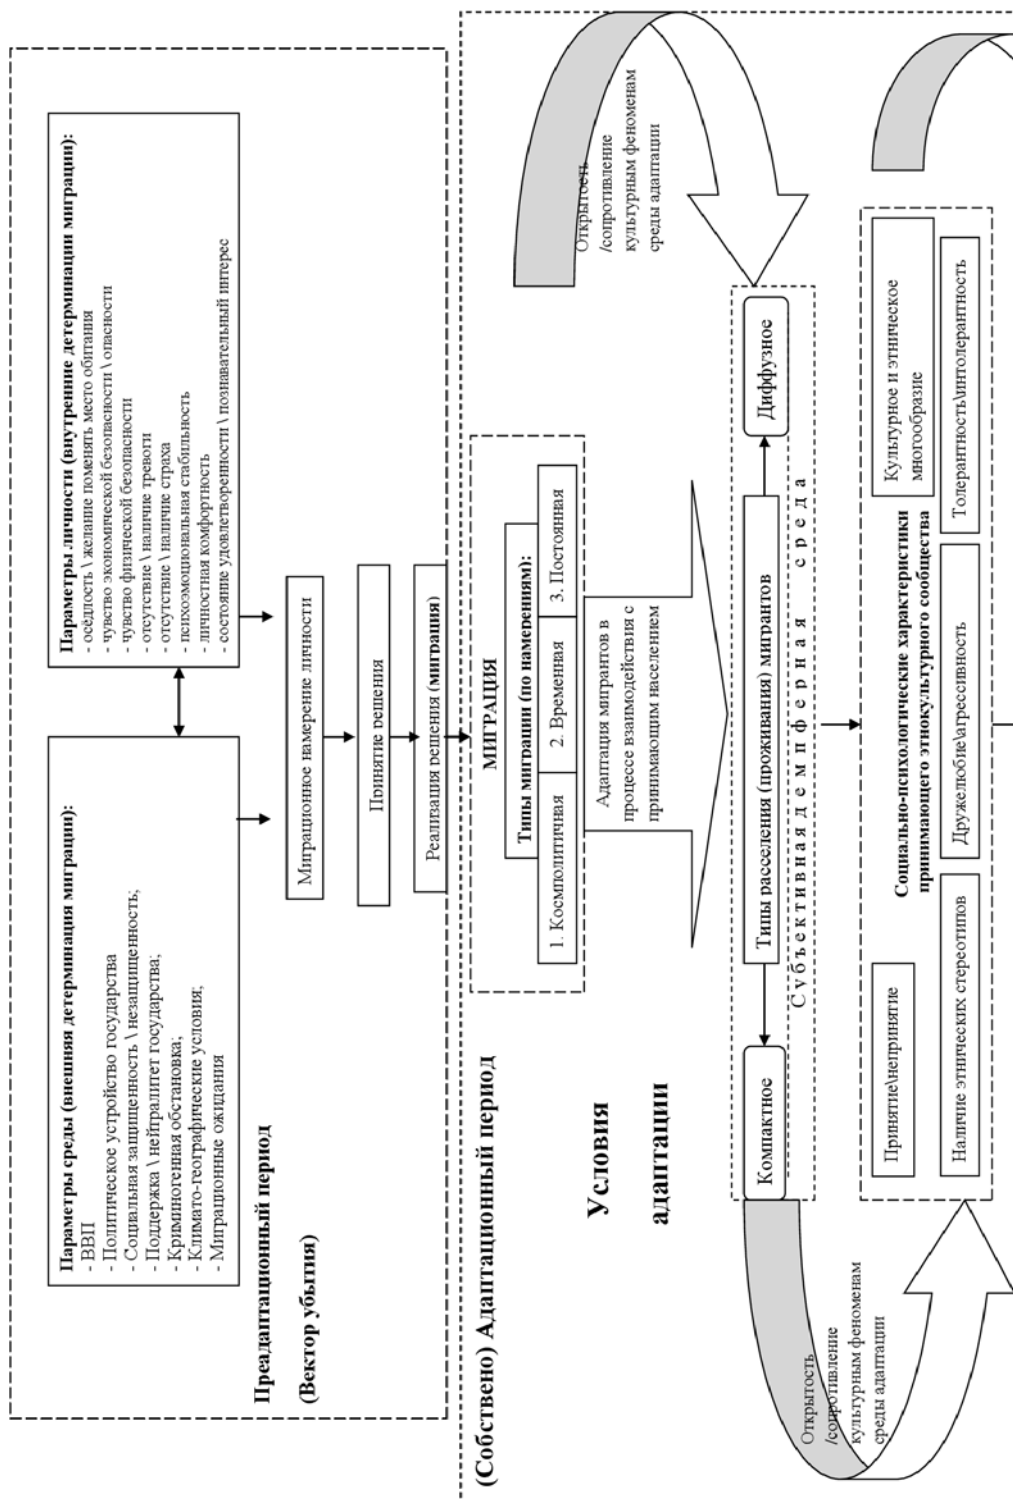 Параметры среды (внешняя детерминация миграции):
- ВВП
- Политическое устройство государства
- Социальная защищенность \ незащищенность;
- Поддержка \ нейтралитет государства;
- Криминогенная обстановка;
- Климато-географические условия;
- Миграционные ожидания
Параметры личности (внутренние детерминации миграции):
- осёдлость \ желание поменять место обитания
- чувство экономической безопасности \ опасности
- чувство физической безопасности
- отсутствие \ наличие тревоги
- отсутствие \ наличие страха
- психоэмоциональная стабильность
- личностная комфортность
- состояние удовлетворенности \ познавательный интерес
Преадаптационный период
(Вектор убытия)
Миграционное намерение личности
Принятие решения
Реализация решения (миграция)
(Собствено) Адаптационный период
МИГРАЦИЯ
Типы миграции (по намерениям):
1. Космполитичная
2. Временная
3. Постоянная
Условия
адаптации
Адаптация мигрантов в
процессе взаимодействия с
принимающим населением
Открытость
/сопротивление
культурным феноменам
среды адаптации
Компактное
Типы расселения (проживания) мигрантов
Диффузное
Субъективная демпферная среда
Открытость
/сопротивление
культурным феноменам
среды адаптации
Принятие\непринятие
Социально-психологические характеристики
принимающего этнокультурного сообщества
Культурное и этническое
многообразие
Наличие этнических стереотипов
Дружелюбие\агрессивность
Толерантность\интолерантность